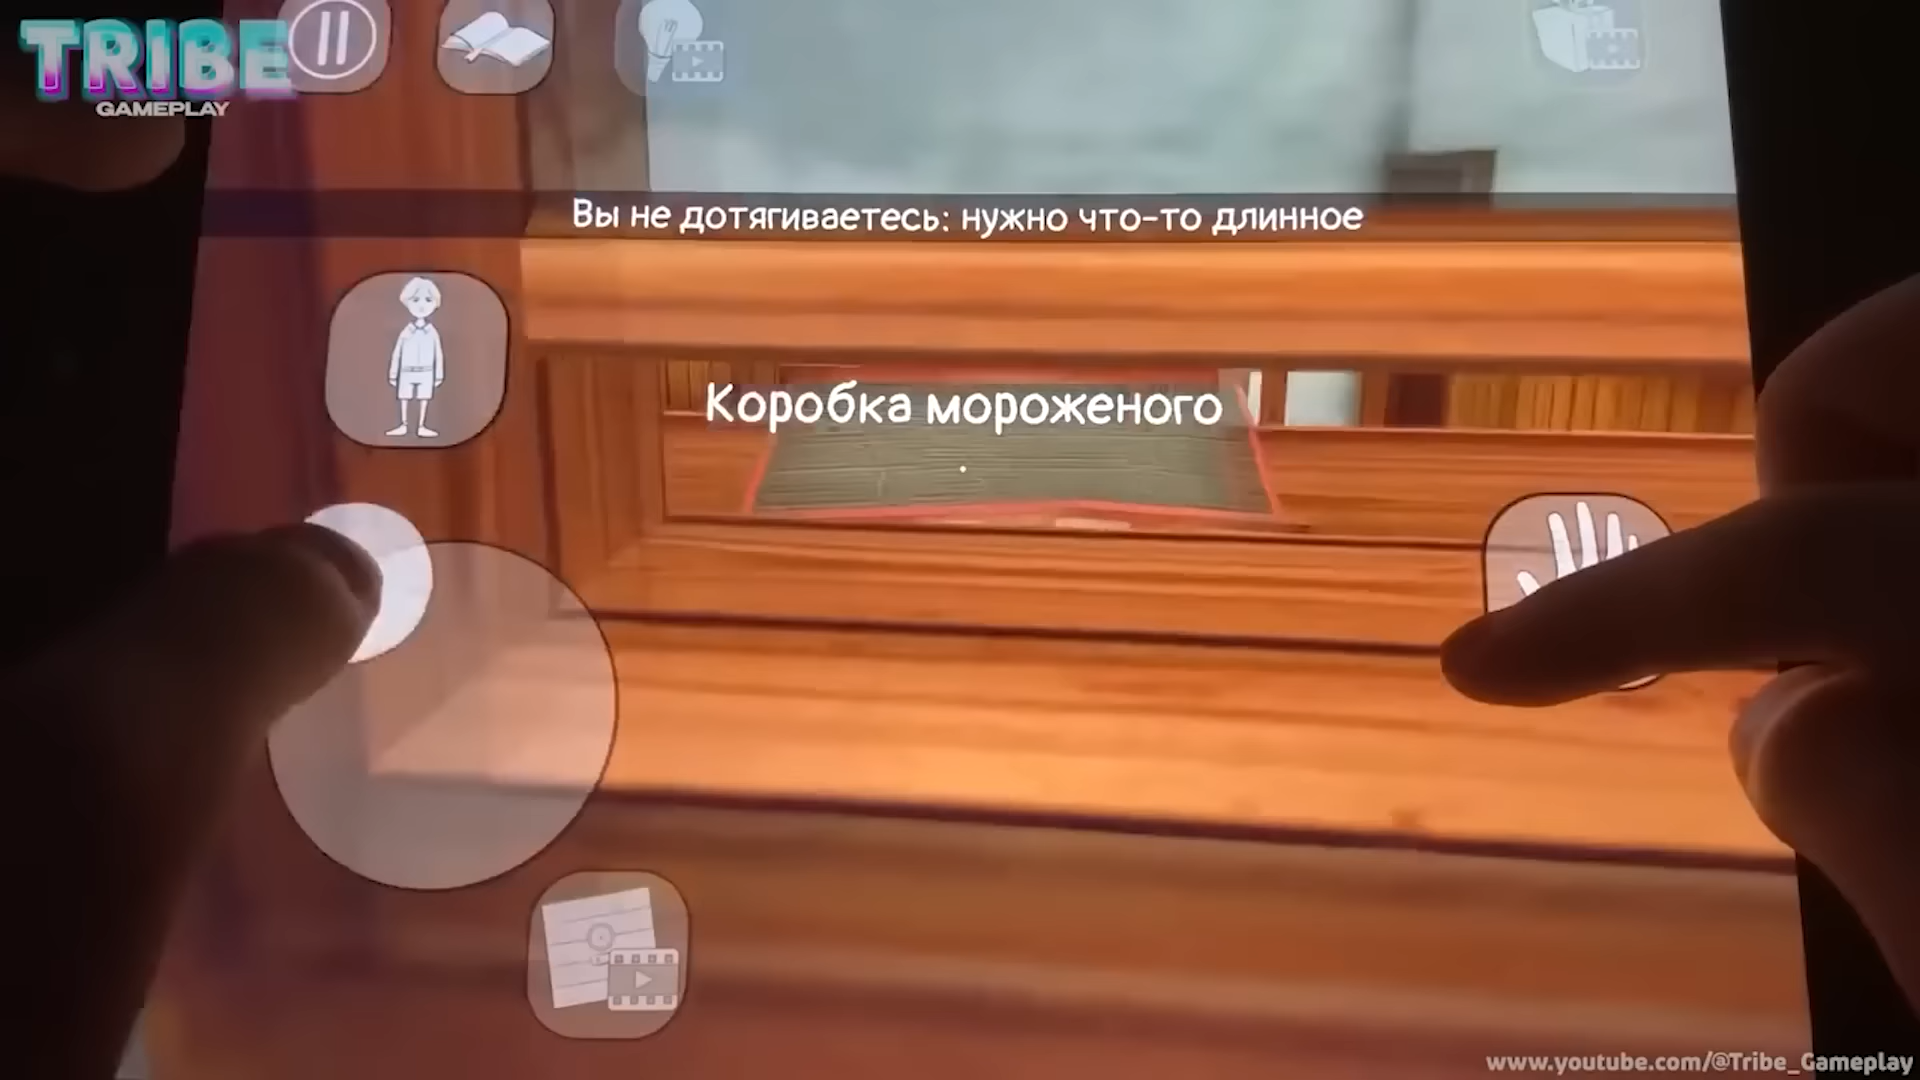 TRIBE
GAMEPLAY
Вы не дотягиваетесь: нужно что-то длинное
Коробка мороженого
www.youtube.com/@Tribe_Gameplay